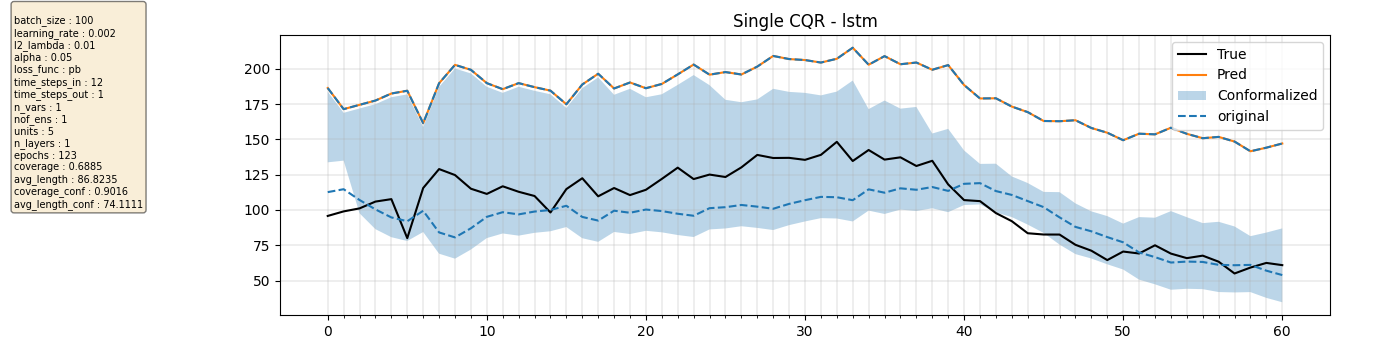 Single CQR - lstm
batch_size : 100
learning_rate : 0.002
l2_lambda : 0.01
alpha : 0.05
loss_func : pb
time_steps_in : 12
time_steps_out : 1
n_vars : 1
nof_ens : 1
units : 5
n_layers : 1
epochs : 123
coverage : 0.6885
avg_length : 86.8235
coverage_conf : 0.9016
avg_length_conf : 74.1111
200
175
150
125
100
75
50
True
Pred
Conformalized
original
0 10 20 30 40 50 60